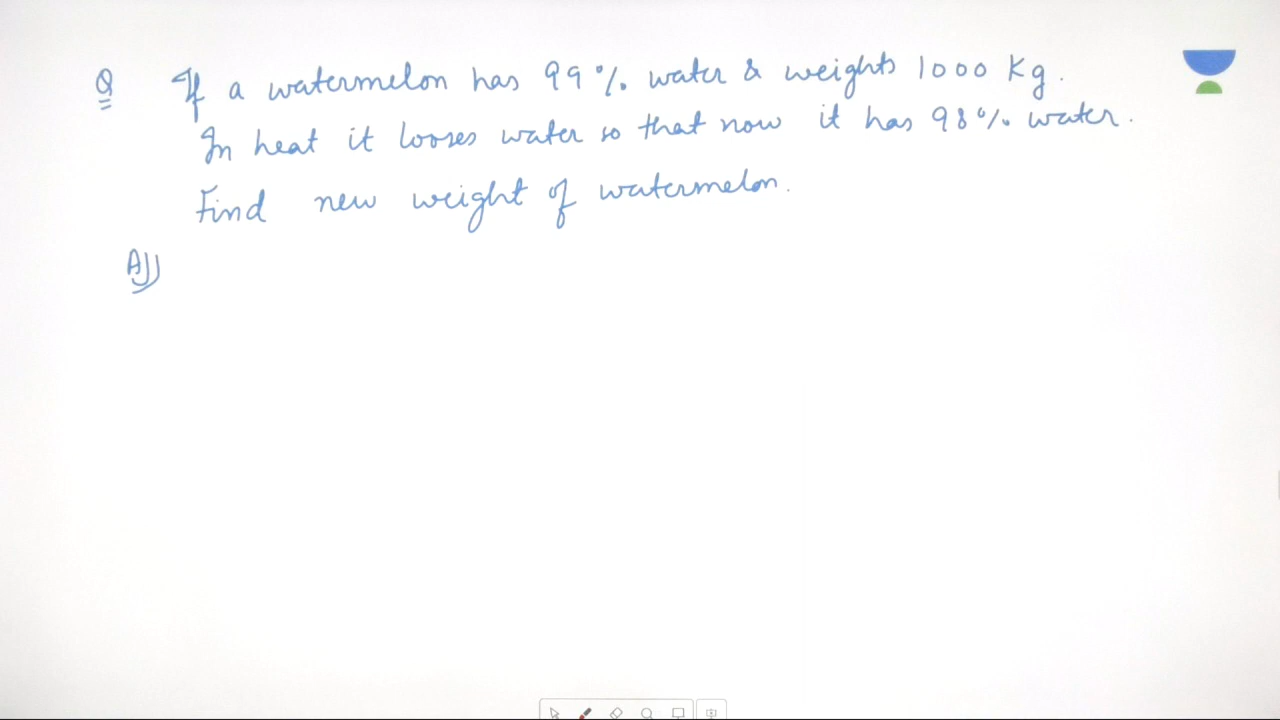 Q If a watermelon has 99% water & weights 1000 Kg.
In heat it looses water so that now it has 98% water.
Find new weight of watermelon.
A))